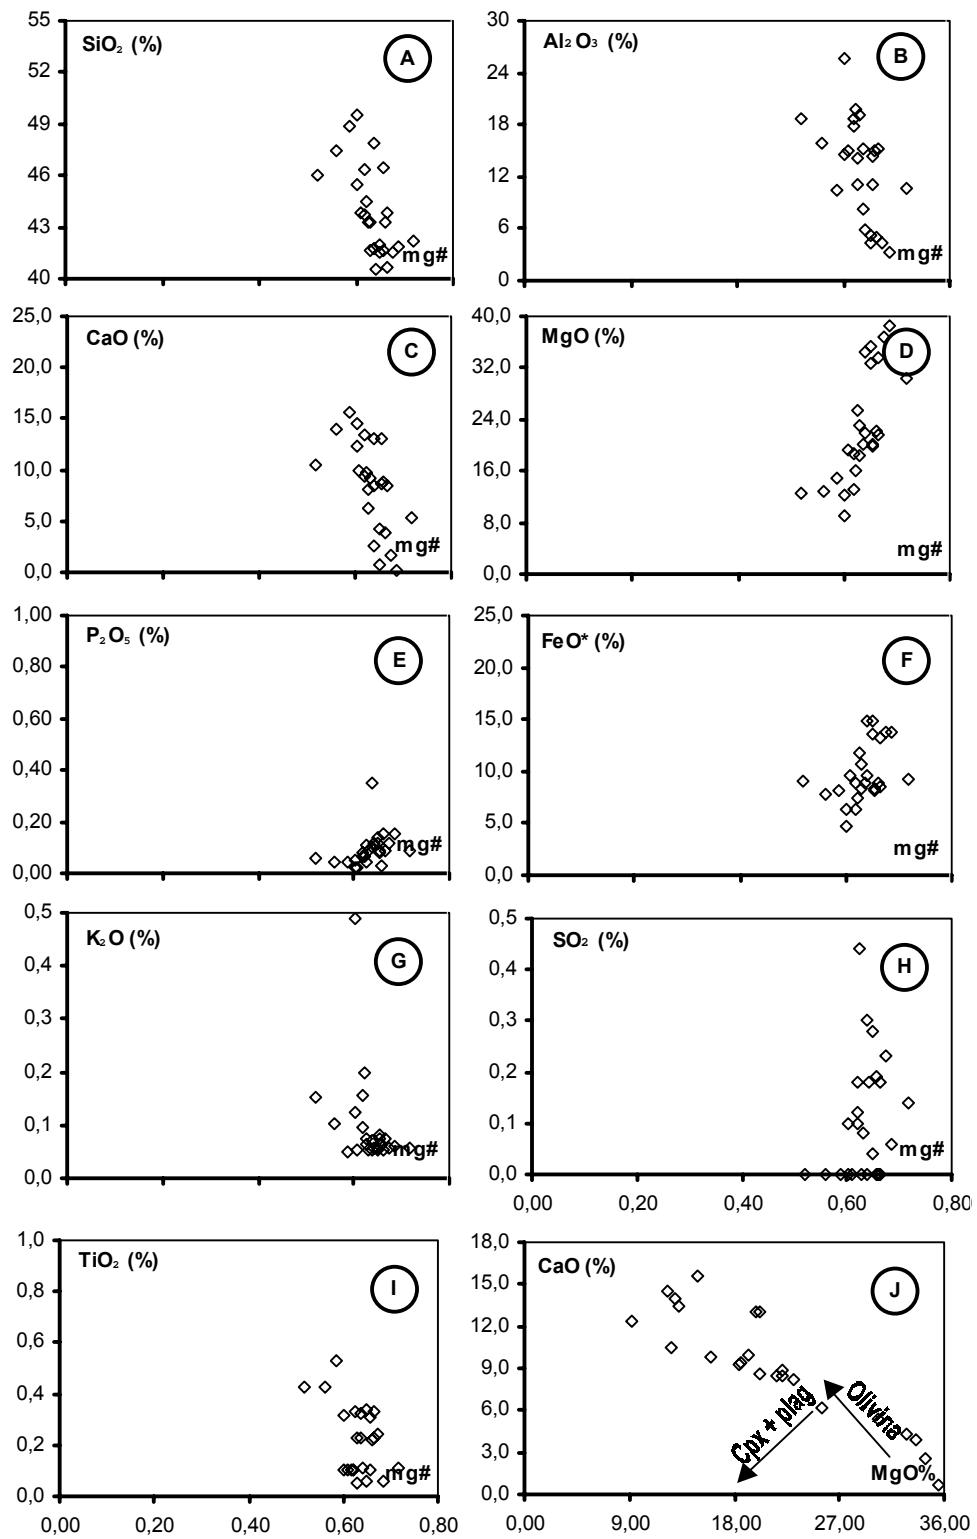 55
52
49
46
43
40
SiO₂ (%)
A
mg#
30
24
18
12
6
0
Al₂O₃ (%)
B
mg#
25,0
20,0
15,0
10,0
5,0
0,0
CaO (%)
C
mg#
40,0
32,0
24,0
16,0
8,0
0,0
MgO (%)
D
mg#
1,00
0,80
0,60
0,40
0,20
0,00
P₂O₅ (%)
E
mg#
25,0
20,0
15,0
10,0
5,0
0,0
FeO* (%)
F
mg#
0,5
0,4
0,3
0,2
0,1
0,0
K₂O (%)
G
mg#
0,5
0,4
0,3
0,2
0,1
0,0
SO₂ (%)
H
mg#
0,00 0,20 0,40 0,60 0,80
1,0
0,8
0,6
0,4
0,2
0,0
TiO₂ (%)
I
mg#
0,00 0,20 0,40 0,60 0,80
18,0
15,0
12,0
9,0
6,0
3,0
0,0
CaO (%)
J
Cpx + plag
Olivina
MgO%
0,00 9,00 18,00 27,00 36,00